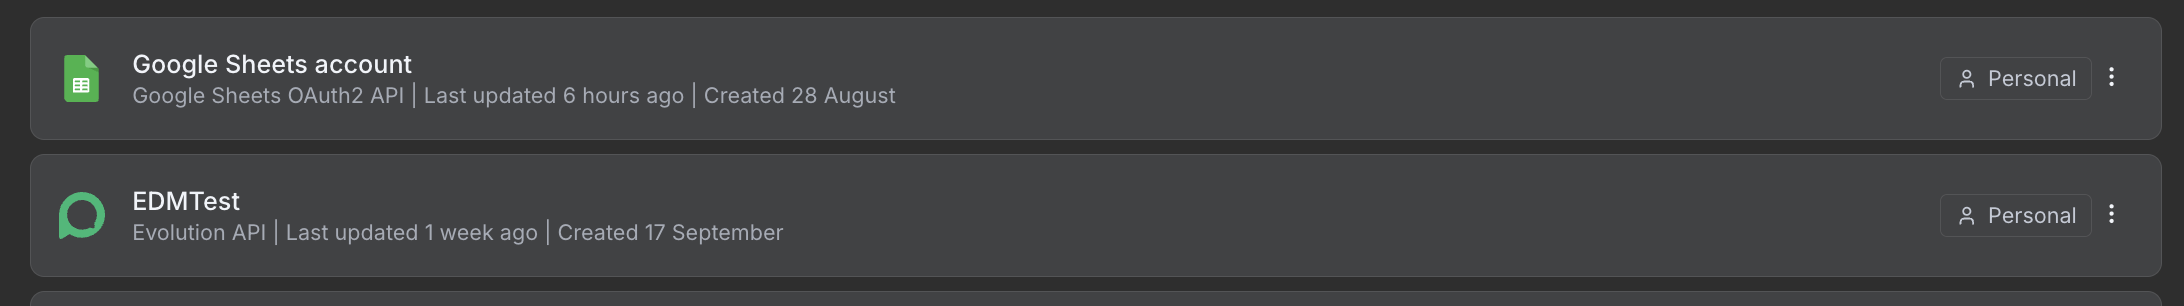 Google Sheets account
Google Sheets OAuth2 API | Last updated 6 hours ago | Created 28 August
Personal
EDMTest
Evolution API | Last updated 1 week ago | Created 17 September
Personal